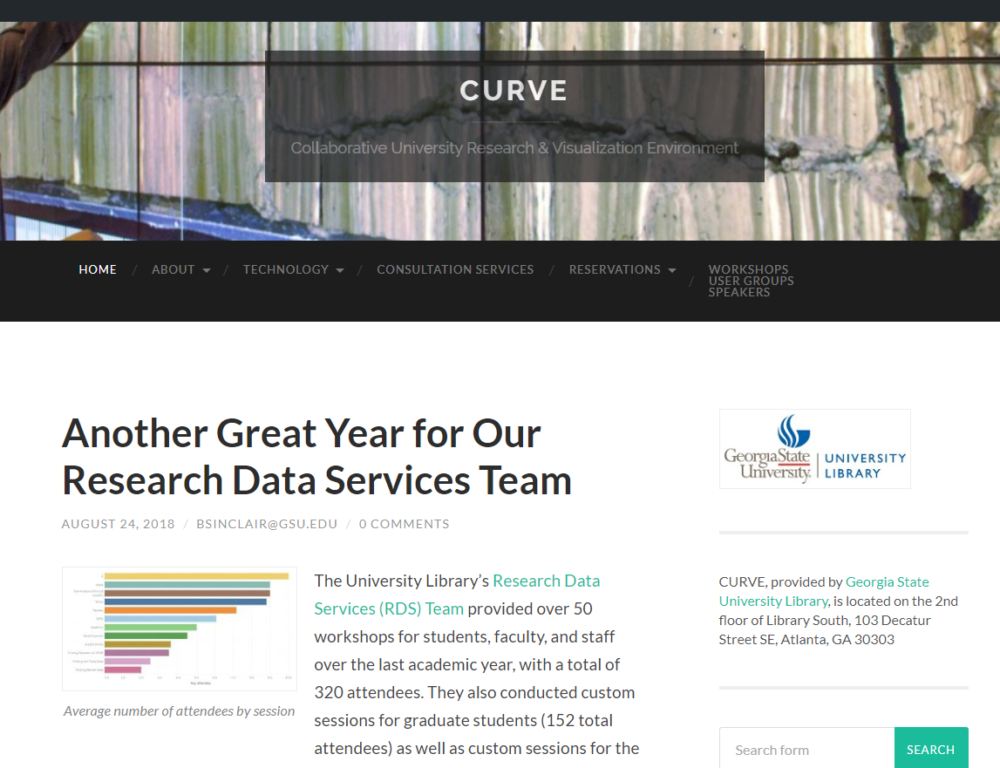 CURVE
Collaborative University Research & Visualization Environment
HOME / ABOUT / TECHNOLOGY / CONSULTATION SERVICES / RESERVATIONS / WORKSHOPS
USER GROUPS
SPEAKERS
Another Great Year for Our
Research Data Services Team
AUGUST 24, 2018 / BSINCLAIR@GSU.EDU / 0 COMMENTS
Average number of attendees by session
The University Library’s Research Data
Services (RDS) Team provided over 50
workshops for students, faculty, and staff
over the last academic year, with a total of
320 attendees. They also conducted custom
sessions for graduate students (152 total
attendees) as well as custom sessions for the
GeorgiaState
University.
UNIVERSITY
LIBRARY
CURVE, provided by Georgia State
University Library, is located on the 2nd
floor of Library South, 103 Decatur
Street SE, Atlanta, GA 30303
Search form
SEARCH